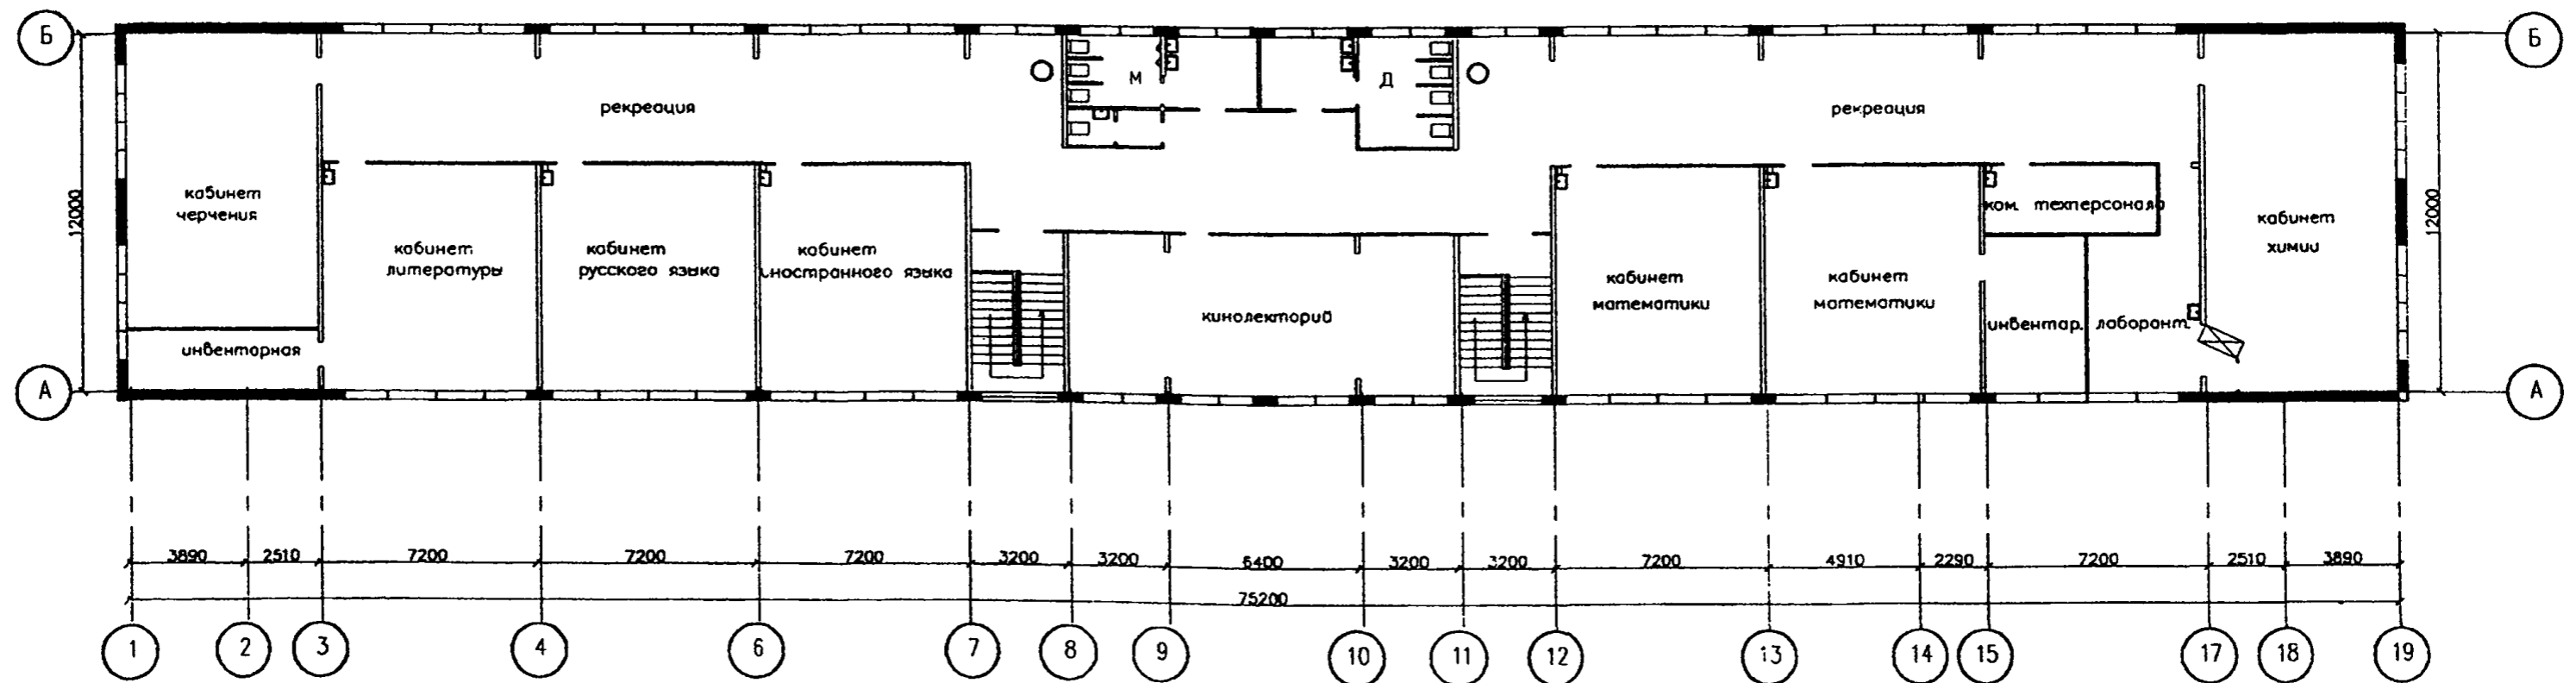 Б
Б
М
Д
рекреация
рекреация
12000
12000
кабинет
черчения
кабинет
литературы
кабинет
русского языка
кабинет
иностранного языка
кинолекторий
кабинет
математики
кабинет
математики
ком. техперсонала
инвентар.
лаборант.
кабинет
химии
инвенторная
А
А
3890
2510
7200
7200
7200
3200
3200
6400
3200
3200
7200
4910
2290
7200
2510
3890
75200
1
2
3
4
6
7
8
9
10
11
12
13
14
15
17
18
19